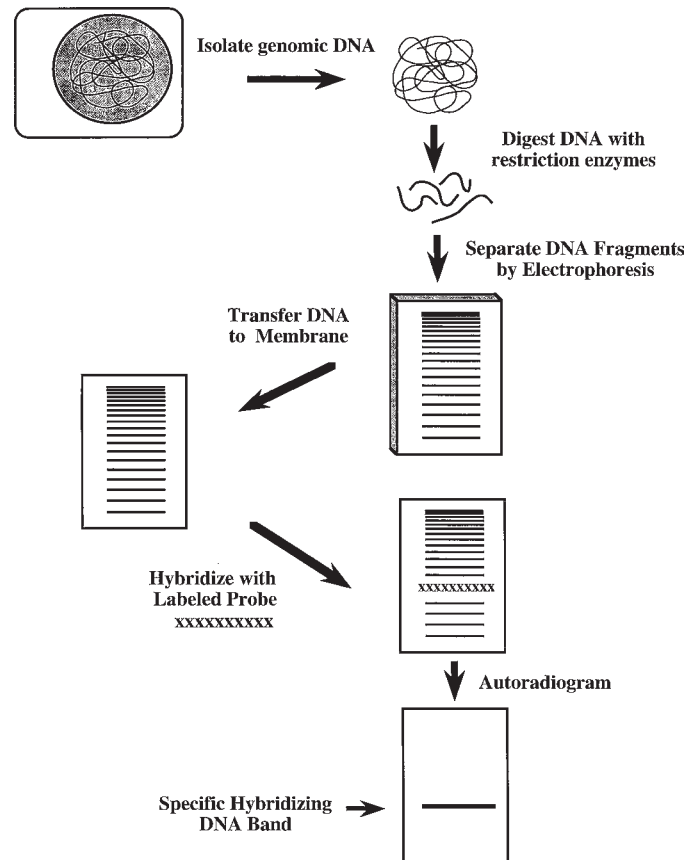 Isolate genomic DNA
Digest DNA with
restriction enzymes
Separate DNA Fragments
by Electrophoresis
Transfer DNA
to Membrane
Hybridize with
Labeled Probe
xxxxxxxxxx
xxxxxxxxxx
Autoradiogram
Specific Hybridizing
DNA Band